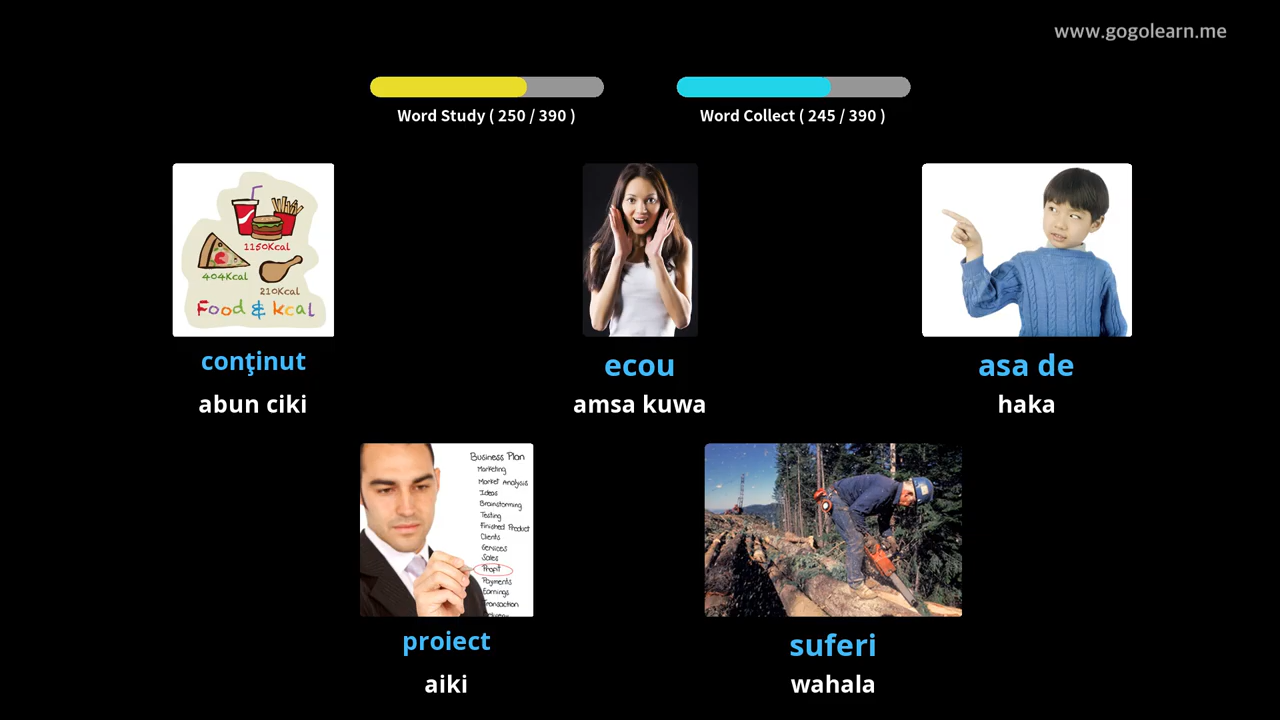 www.gogolearn.me
Word Study ( 250 / 390 )
Word Collect ( 245 / 390 )
1150Kcal
404Kcal
210Kcal
Food & kcal
conţinut
abun ciki
ecou
amsa kuwa
asa de
haka
Business Plan
Marketing
Market Analysis
Ideas
Brainstorming
Testing
Finished Product
Clients
Services
Sales
Profit
Payments
Earnings
Transaction
proiect
aiki
suferi
wahala